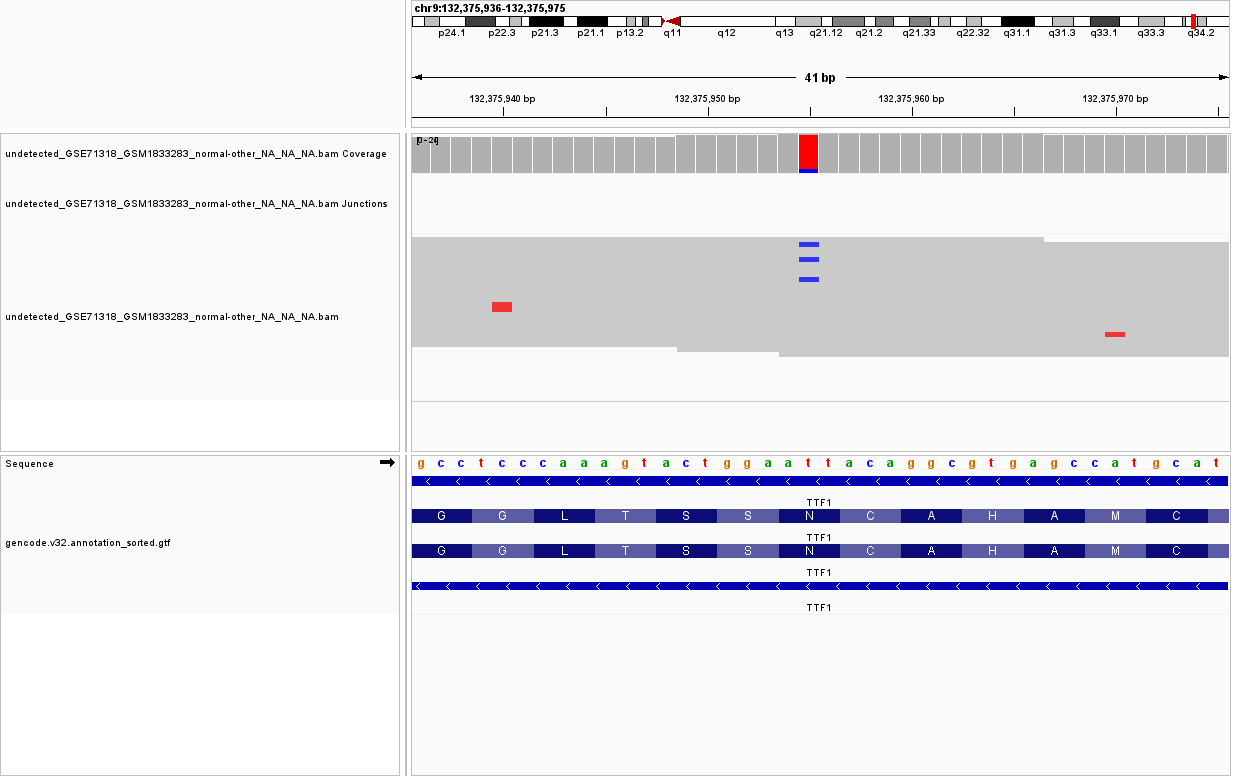 chr9:132,375,936-132,375,975
p24.1 p22.3 p21.3 p21.1 p13.2 q11 q12 q13 q21.12 q21.2 q21.33 q22.32 q31.1 q31.3 q33.1 q33.3 q34.2
41 bp
132,375,940 bp 132,375,950 bp 132,375,960 bp 132,375,970 bp
undetected_GSE71318_GSM1833283_normal-other_NA_NA_NA.bam Coverage
undetected_GSE71318_GSM1833283_normal-other_NA_NA_NA.bam Junctions
undetected_GSE71318_GSM1833283_normal-other_NA_NA_NA.bam
Sequence
g c c t c c c a a a g t a c t g g a a t t a c a g g c g t g a g c c a t g c a t
TTF1
G G L T S S N C A H A M C
TTF1
gencode.v32.annotation_sorted.gtf
G G L T S S N C A H A M C
TTF1
TTF1